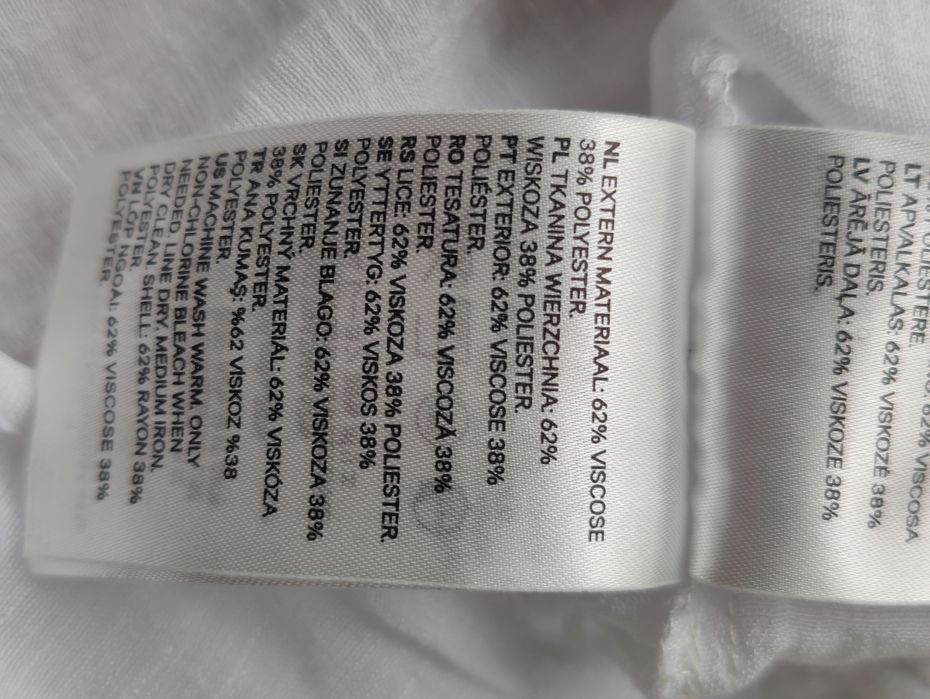 NL EXTERN MATERIAAL: 62% VISCOSE
38% POLYESTER.
PL TKANINA WIERZCHNIA: 62%
WISKOZA 38% POLIESTER.
PT EXTERIOR: 62% VISCOSE 38%
POLIÉSTER.
RO TESATURA: 62% VISCOZĂ 38%
POLIESTER.
RS LICE: 62% VISKOZA 38% POLIESTER.
SE YTTERTYG: 62% VISKOS 38%
POLYESTER.
SI ZUNANJE BLAGO: 62% VISKOZA 38%
POLIESTER.
SK VRCHNÝ MATERIÁL: 62% VISKÓZA
38% POLYESTER.
TR ANA KUMAŞ: %62 VİSKOZ %38
POLYESTER.
US MACHINE WASH WARM. ONLY
NON-CHLORINE BLEACH WHEN
NEEDED. LINE DRY. MEDIUM IRON.
DRY CLEAN. SHELL: 62% RAYON 38%
POLYESTER.
VN LỚP NGOÀI: 62% VISCOSE 38%
POLYESTER.
62% VISCOSA
POLIESTERE.
LT APVALKALAS: 62% VISKOZĖ 38%
POLIESTERIS.
LV ĀRĒJĀ DAĻA: 62% VISKOZE 38%
POLIESTERIS.